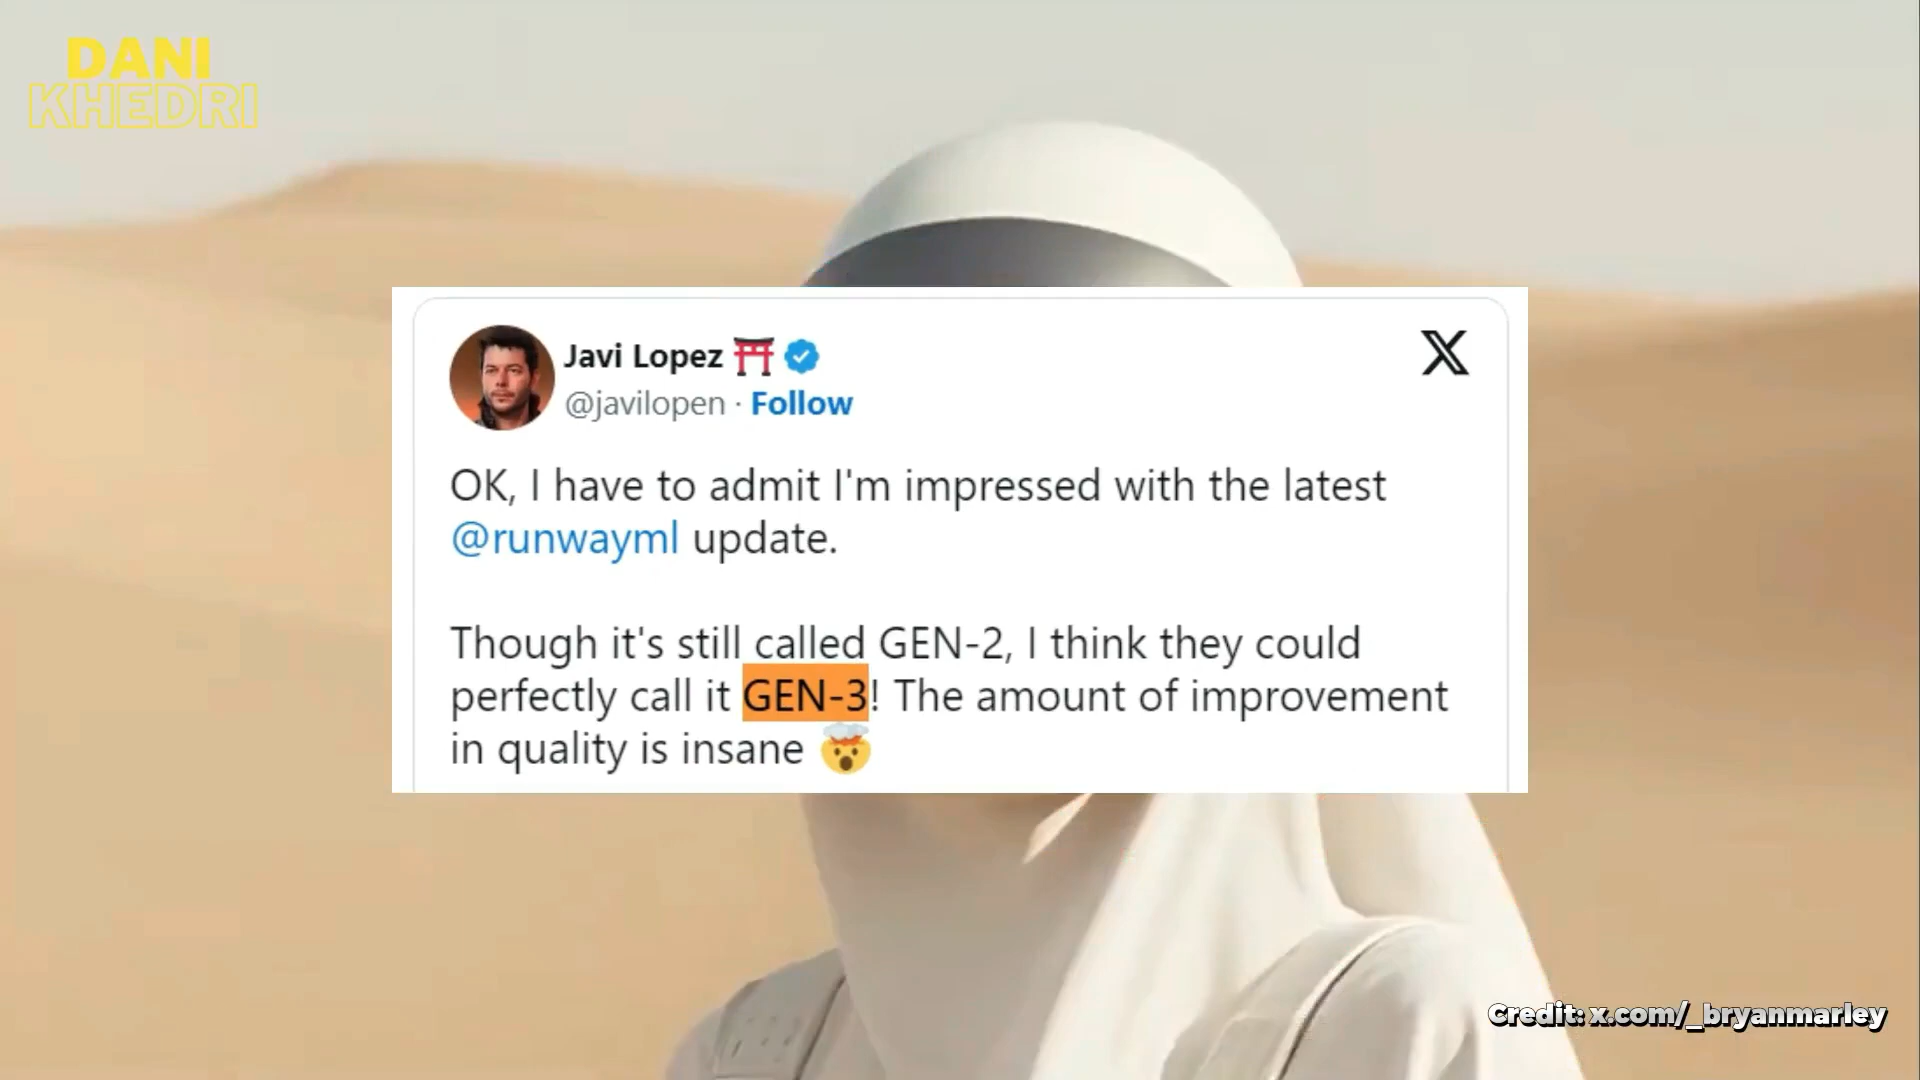 DANI
KHEDRI
Javi Lopez ⛩️
@javilopen · Follow
OK, I have to admit I'm impressed with the latest
@runwayml update.
Though it's still called GEN-2, I think they could
perfectly call it GEN-3! The amount of improvement
in quality is insane 🤯
Credit: x.com/_bryanmarley